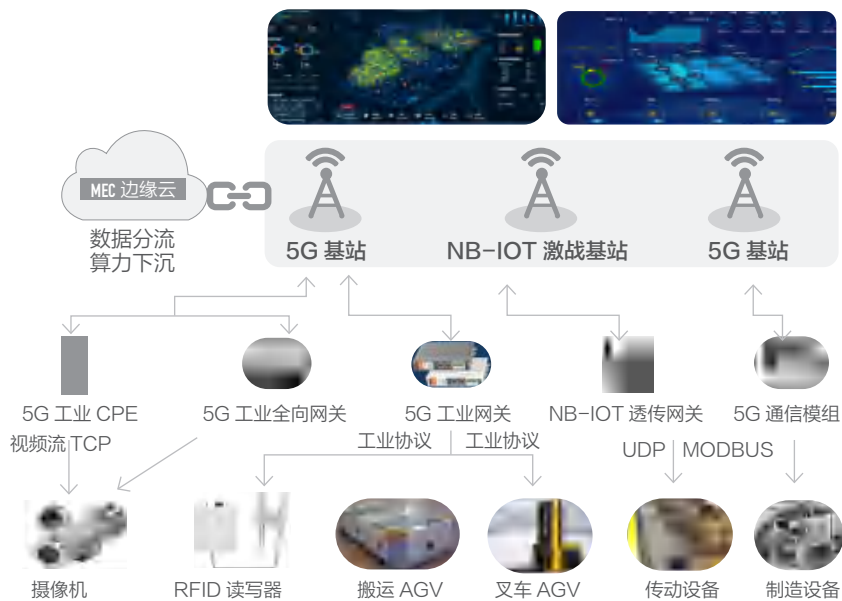 MEC 边缘云
数据分流
算力下沉
5G 基站
NB-IOT 激战基站
5G 基站
5G 工业 CPE
5G 工业全向网关
5G 工业网关
NB-IOT 透传网关
5G 通信模组
视频流 TCP
工业协议
工业协议
UDP
MODBUS
摄像机
RFID 读写器
搬运 AGV
叉车 AGV
传动设备
制造设备